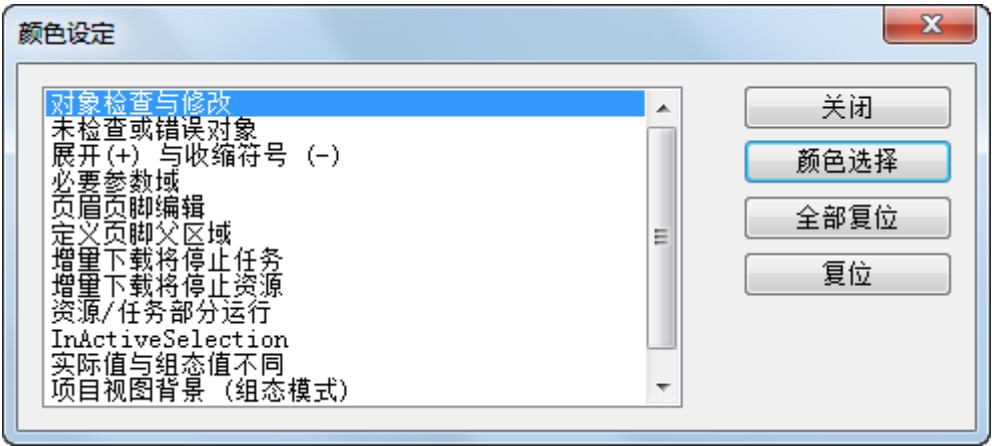 颜色设定
对象检查与修改
未检查或错误对象
展开(+) 与收缩符号 (-)
必要参数域
页眉页脚编辑
定义页脚父区域
增量下载将停止任务
增量下载将停止资源
资源/任务部分运行
InActiveSelection
实际值与组态值不同
项目视图背景 (组态模式)
关闭
颜色选择
全部复位
复位